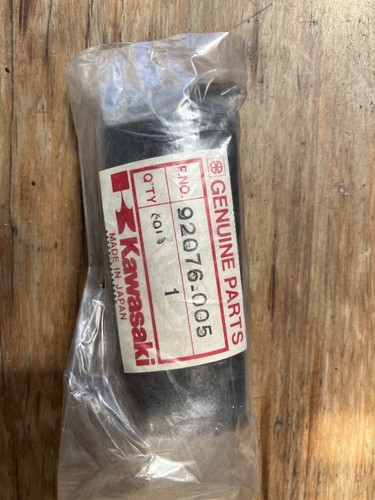 GENUINE PARTS
P.NO. 92076-005
Q'TY 1
Kawasaki
MADE IN JAPAN